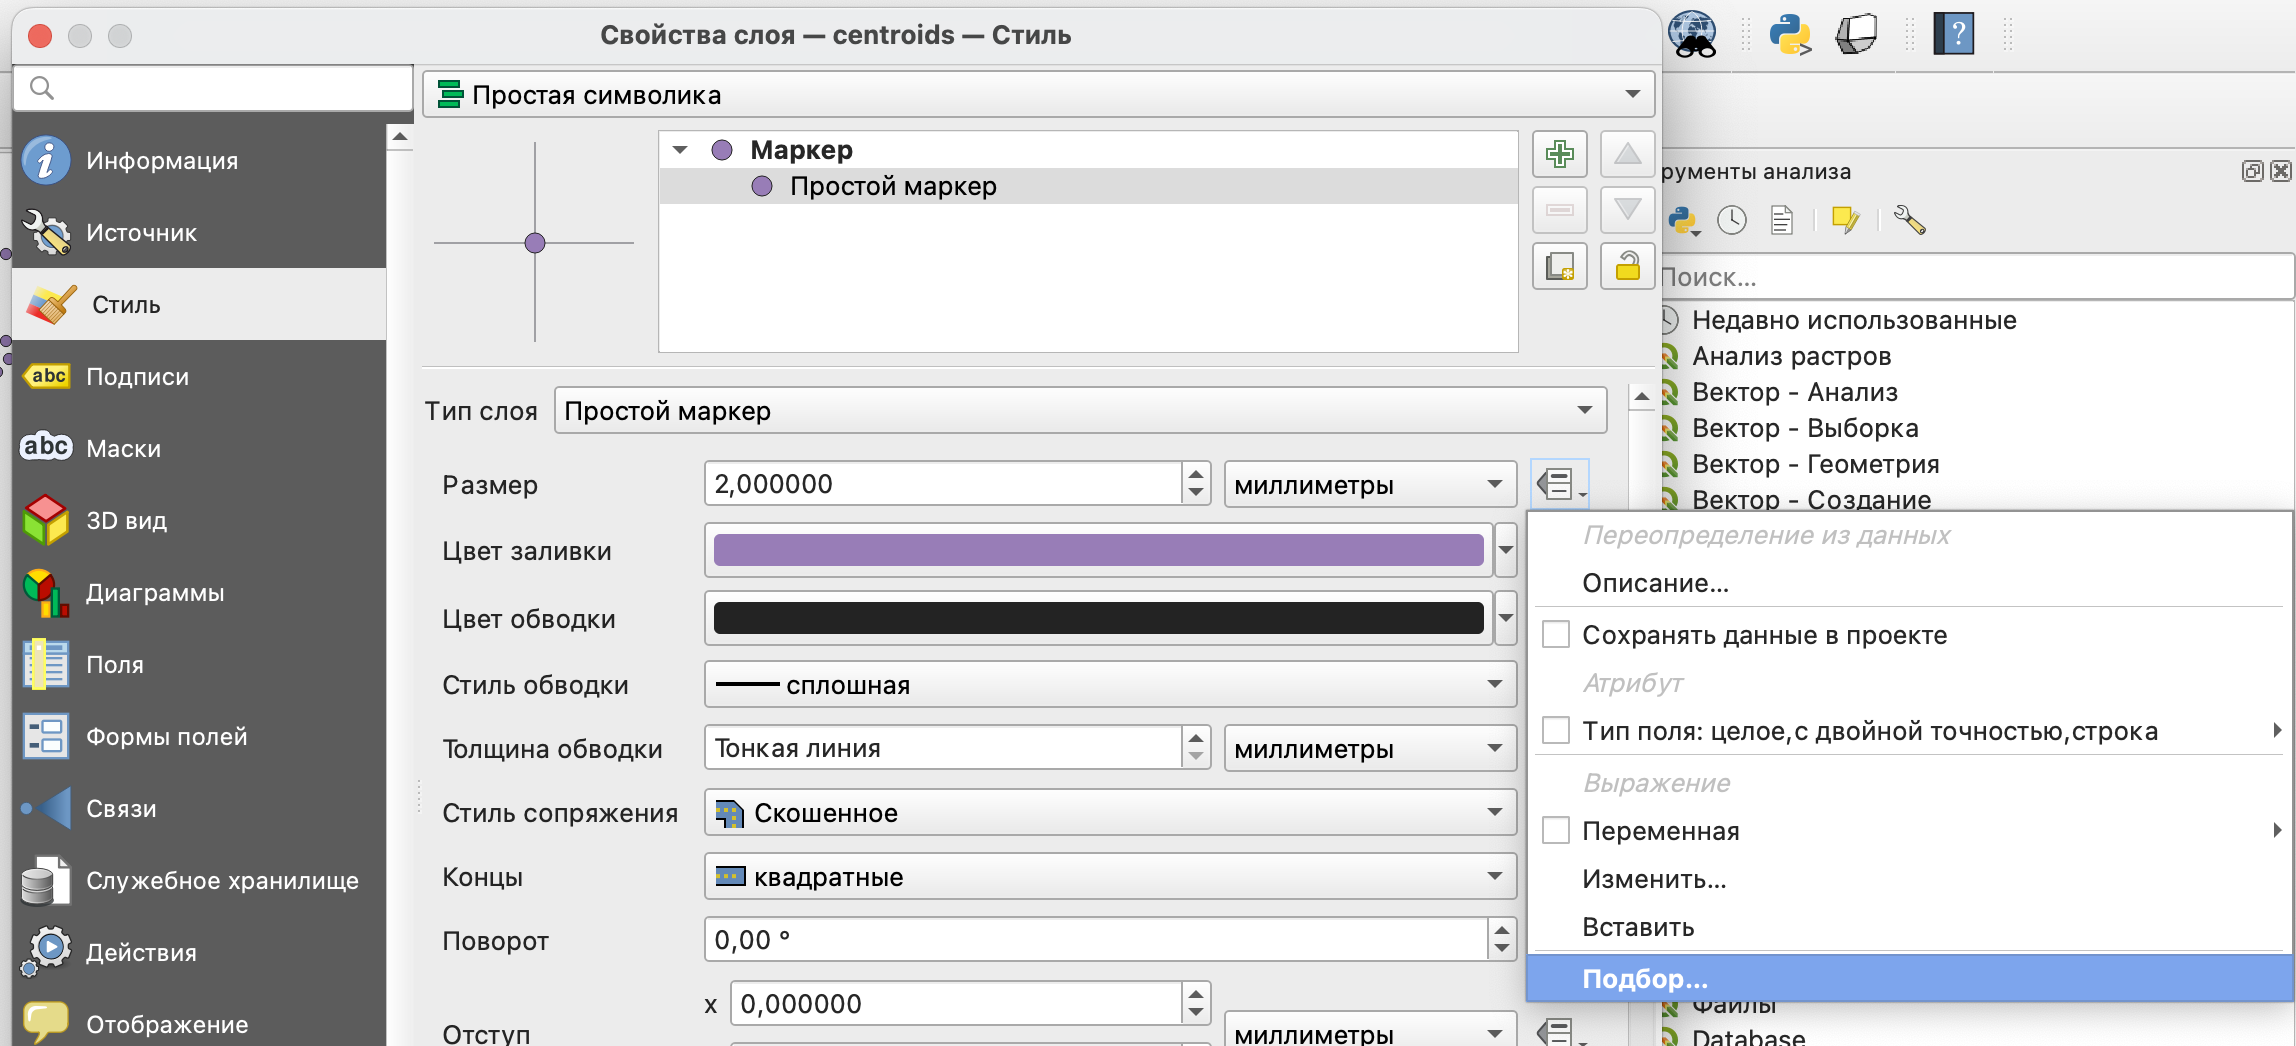 Свойства слоя — centroids — Стиль
Простая символика
Информация
Источник
Стиль
abc Подписи
abc Маски
3D вид
Диаграммы
Поля
Формы полей
Связи
Служебное хранилище
Действия
Отображение
Маркер
Простой маркер
Тип слоя Простой маркер
Размер 2,000000 миллиметры
Цвет заливки
Цвет обводки
Стиль обводки сплошная
Толщина обводки Тонкая линия миллиметры
Стиль сопряжения Скошенное
Концы квадратные
Поворот 0,00 °
x 0,000000
Отступ миллиметры
рументы анализа
Поиск...
Недавно использованные
Анализ растров
Вектор - Анализ
Вектор - Выборка
Вектор - Геометрия
Вектор - Создание
Переопределение из данных
Описание...
Сохранять данные в проекте
Атрибут
Тип поля: целое,с двойной точностью,строка
Выражение
Переменная
Изменить...
Вставить
Подбор...
Файлы
Database